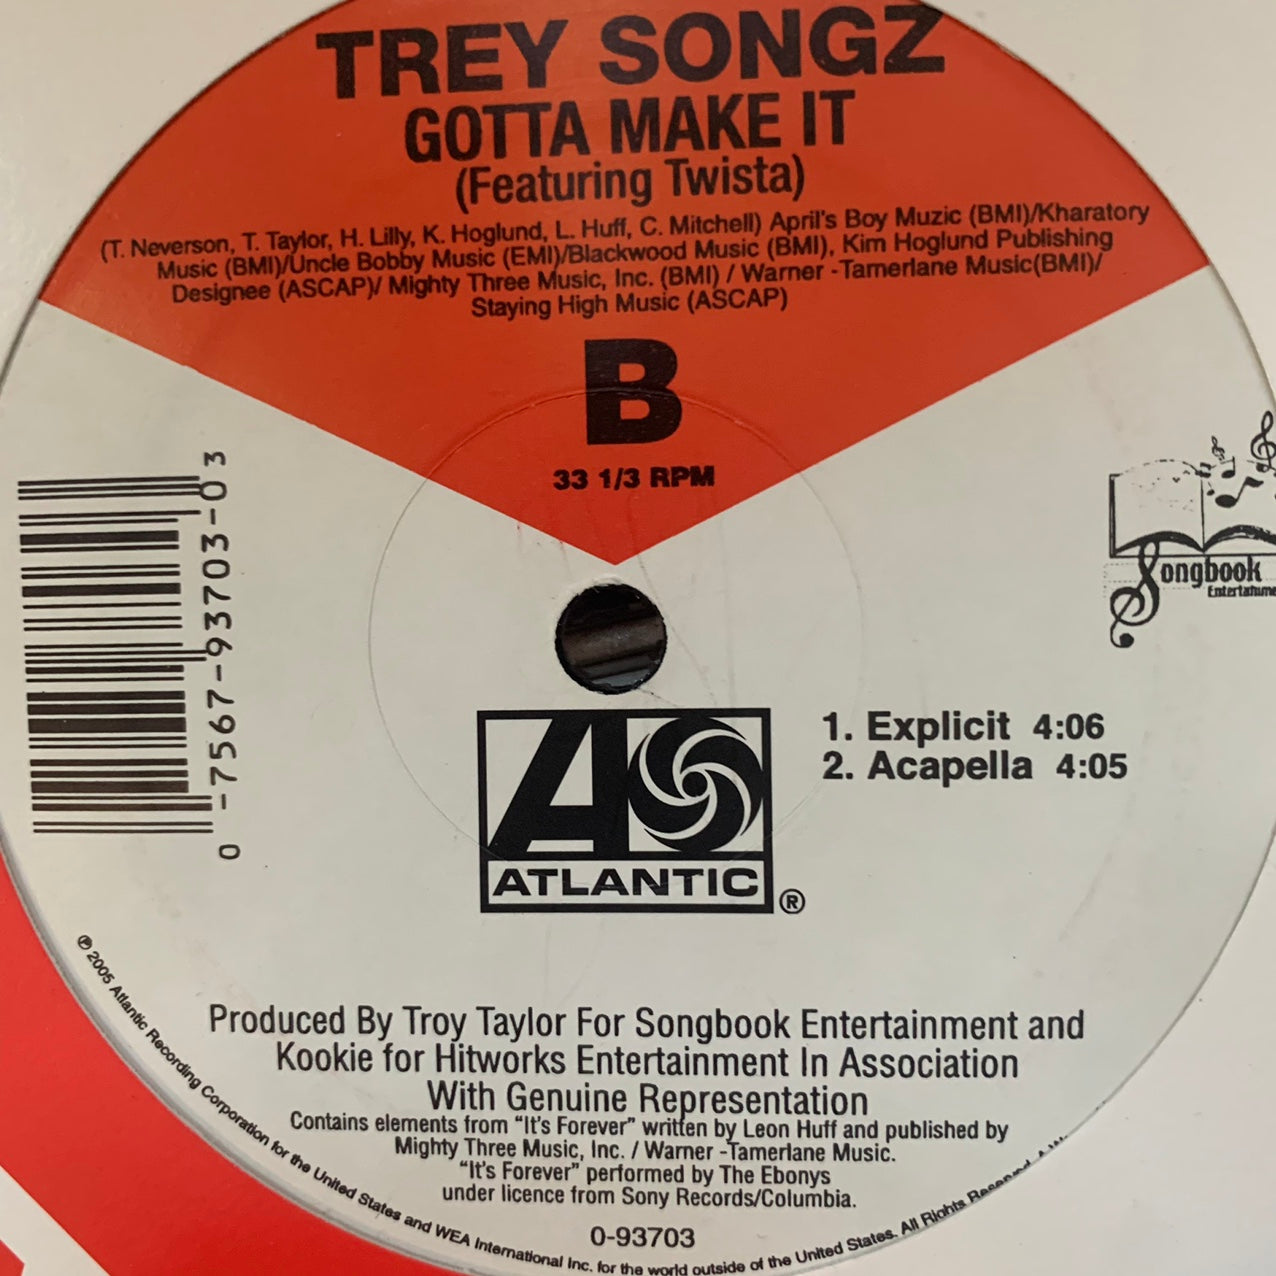 TREY SONGZ
GOTTA MAKE IT
(Featuring Twista)
(T. Neverson, T. Taylor, H. Lilly, K. Hoglund, L. Huff, C. Mitchell) April's Boy Muzic (BMI)/Kharatory
Music (BMI)/Uncle Bobby Music (EMI)/Blackwood Music (BMI), Kim Hoglund Publishing
Designee (ASCAP)/ Mighty Three Music, Inc. (BMI) / Warner -Tamerlane Music(BMI)/
Staying High Music (ASCAP)
B
33 1/3 RPM
0 -7567-93703-03
Songbook
Entertainme
1. Explicit 4:06
2. Acapella 4:05
A
ATLANTIC ®
Produced By Troy Taylor For Songbook Entertainment and
Kookie for Hitworks Entertainment In Association
With Genuine Representation
Contains elements from "It's Forever" written by Leon Huff and published by
Mighty Three Music, Inc. / Warner -Tamerlane Music.
"It's Forever" performed by The Ebonys
under licence from Sony Records/Columbia.
0-93703
℗ 2005 Atlantic Recording Corporation for the United States and WEA International Inc. for the world outside of the United States. All Rights Reserved.